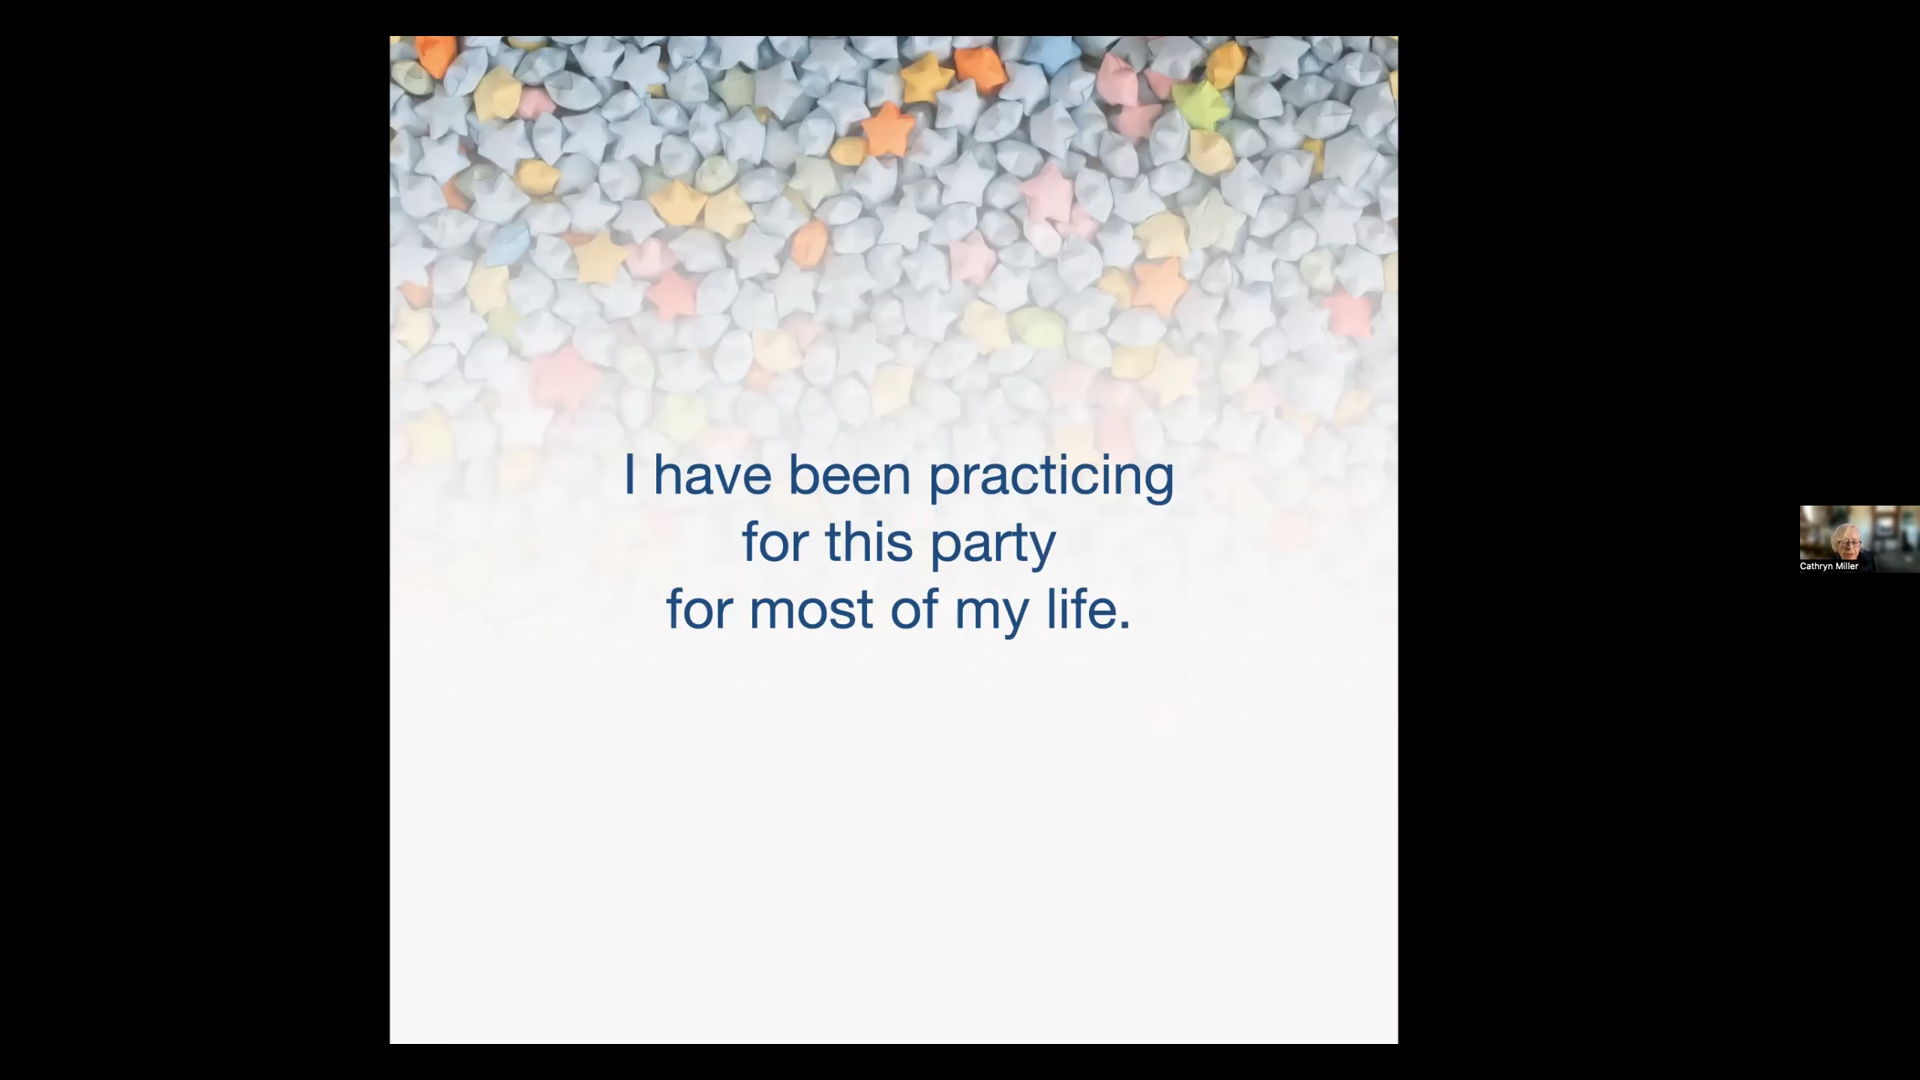 I have been practicing
for this party
for most of my life.
Cathryn Miller